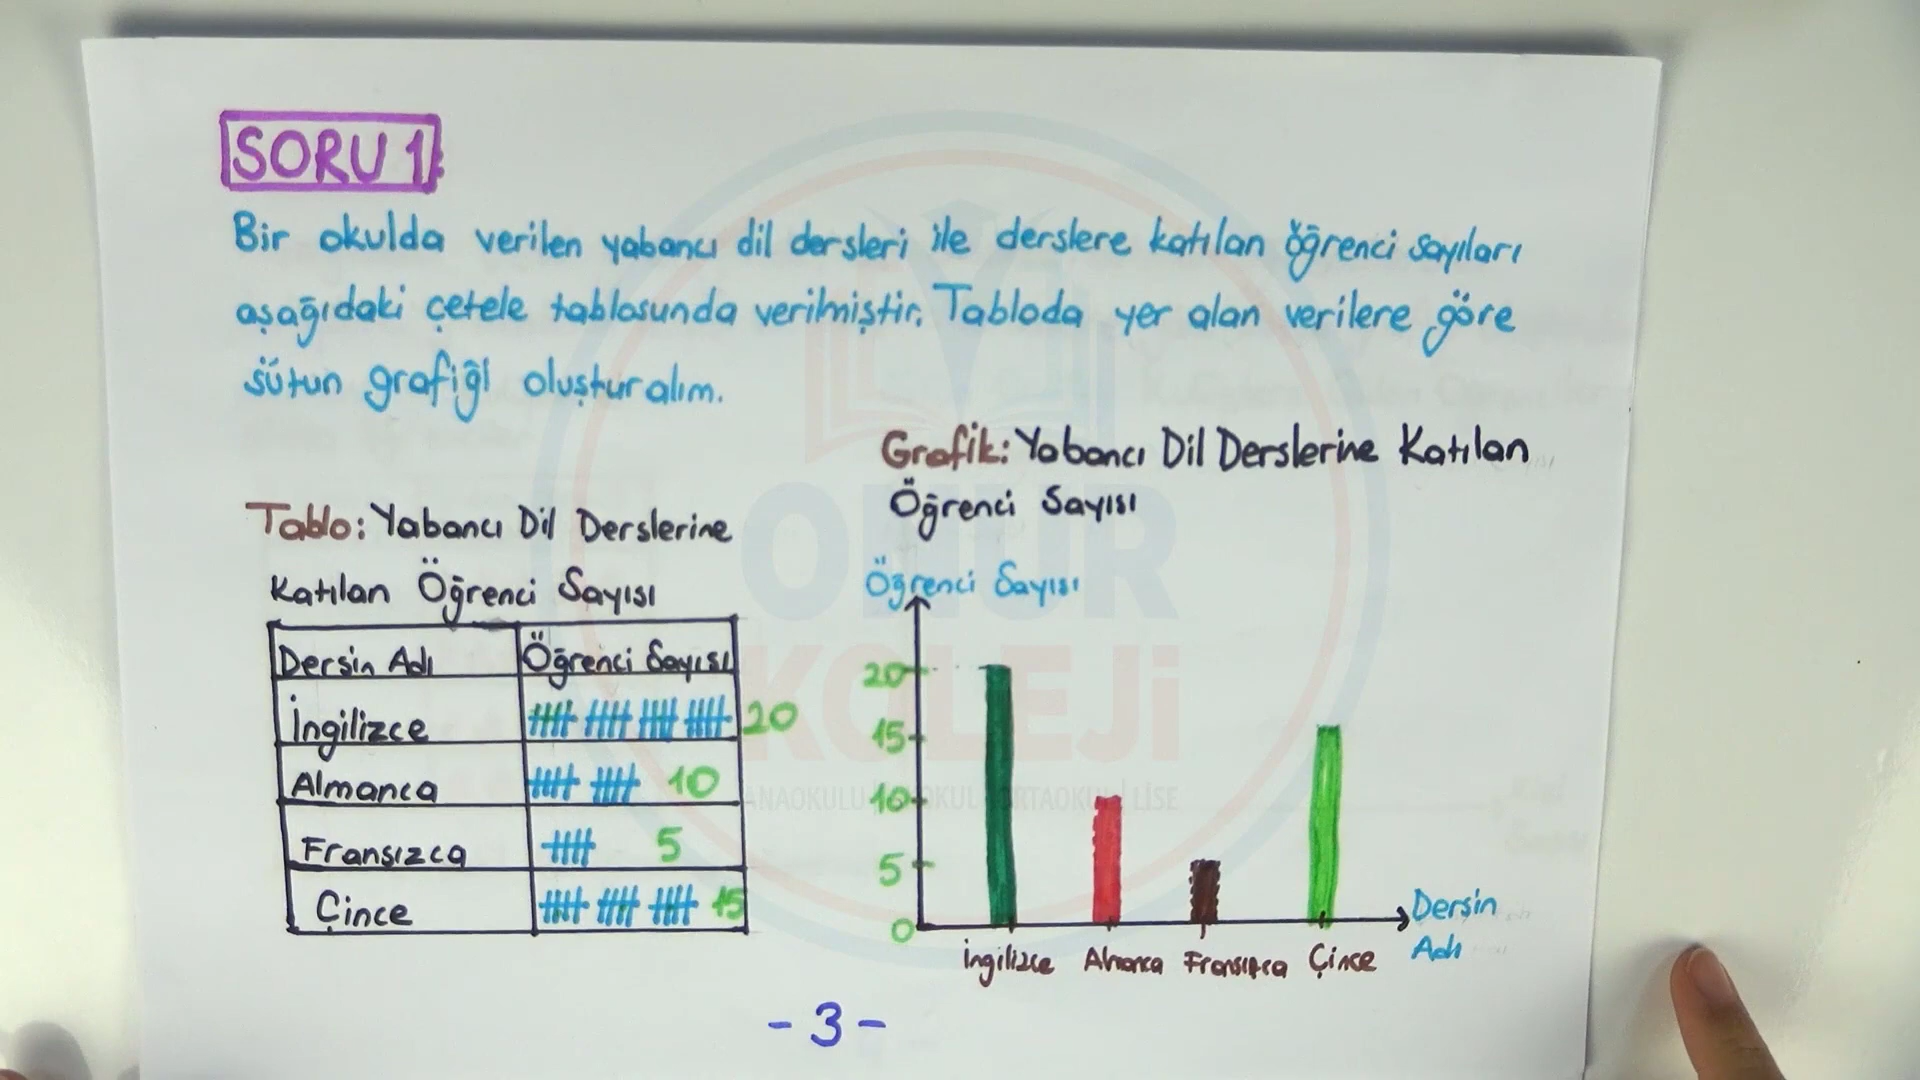 SORU 1
Bir okulda verilen yabancı dil dersleri ile derslere katılan öğrenci sayıları
aşağıdaki çetele tablosunda verilmiştir. Tabloda yer alan verilere göre
sütun grafiği oluşturalım.
Tablo: Yabancı Dil Derslerine
Katılan Öğrenci Sayısı
Dersin Adı Öğrenci Sayısı
İngilizce 20
Almanca 10
Fransızca 5
Çince 15
Grafik: Yabancı Dil Derslerine Katılan
Öğrenci Sayısı
Öğrenci Sayısı
20
15
10
5
0
İngilizce Almanca Fransızca Çince
Dersin
Adı
- 3 -
ONUR
KOLEJİ
ANAOKULU İLKOKUL ORTAOKUL LİSE